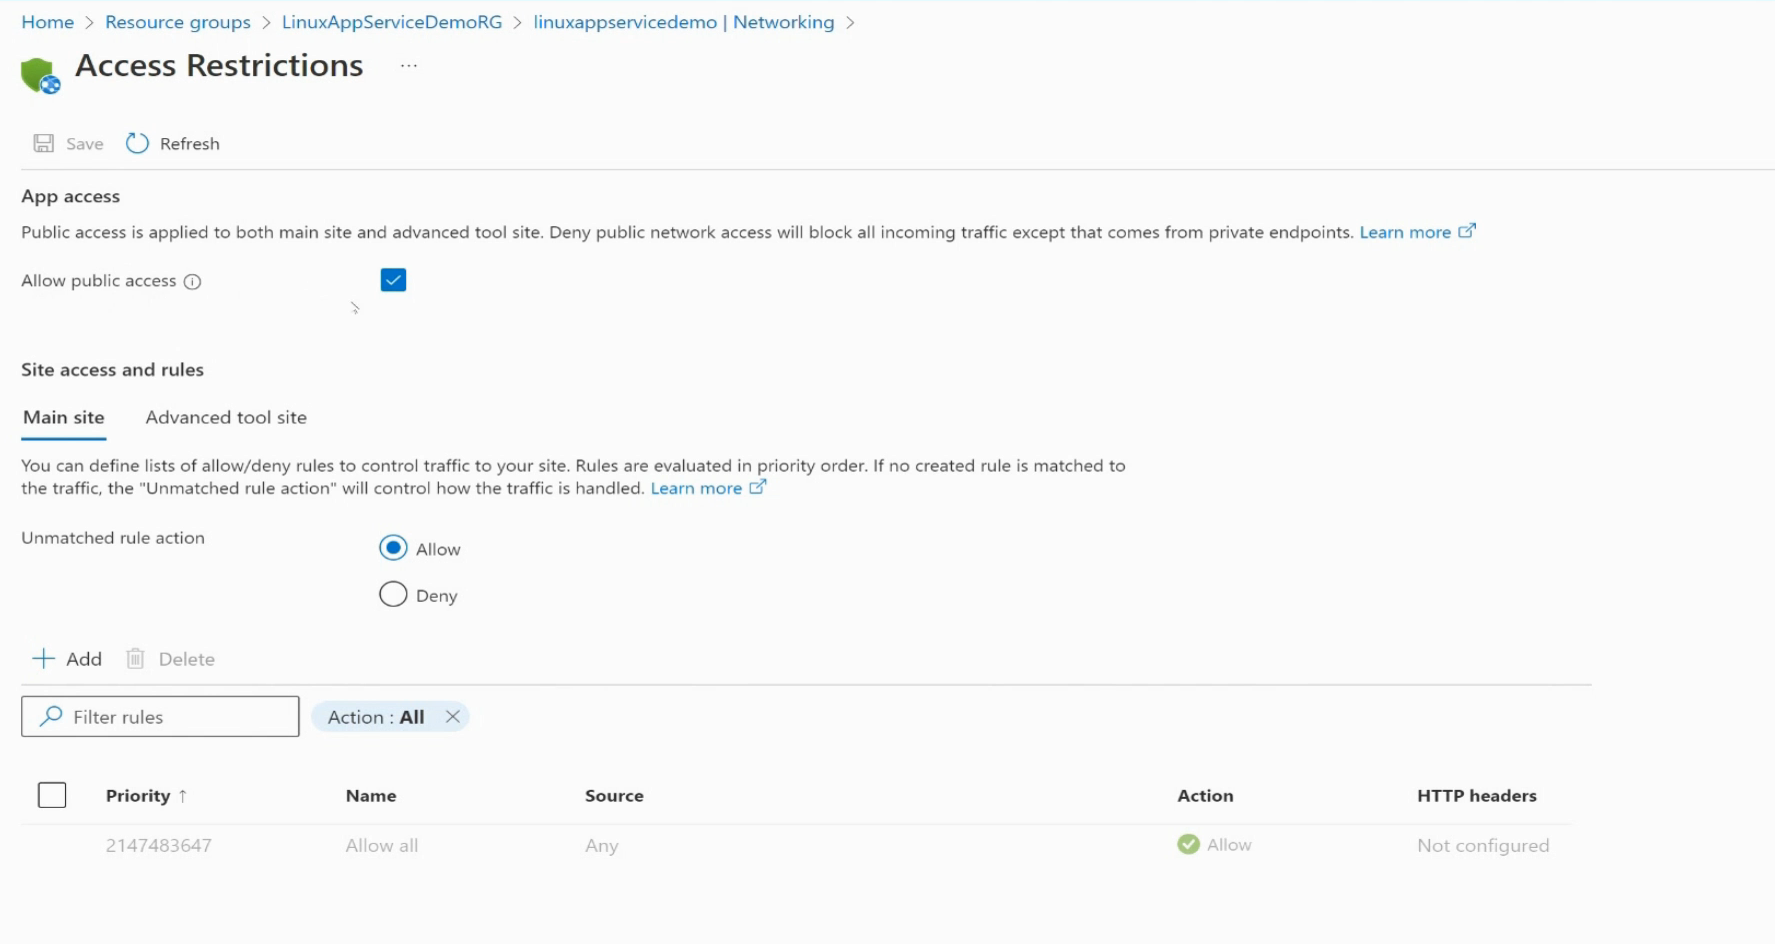 Home > Resource groups > LinuxAppServiceDemoRG > linuxappservicedemo | Networking >
Access Restrictions ...
Save Refresh
App access
Public access is applied to both main site and advanced tool site. Deny public network access will block all incoming traffic except that comes from private endpoints. Learn more
Allow public access
Site access and rules
Main site Advanced tool site
You can define lists of allow/deny rules to control traffic to your site. Rules are evaluated in priority order. If no created rule is matched to
the traffic, the "Unmatched rule action" will control how the traffic is handled. Learn more
Unmatched rule action
Allow
Deny
Add Delete
Filter rules Action : All
Priority ↑ Name Source Action HTTP headers
2147483647 Allow all Any Allow Not configured